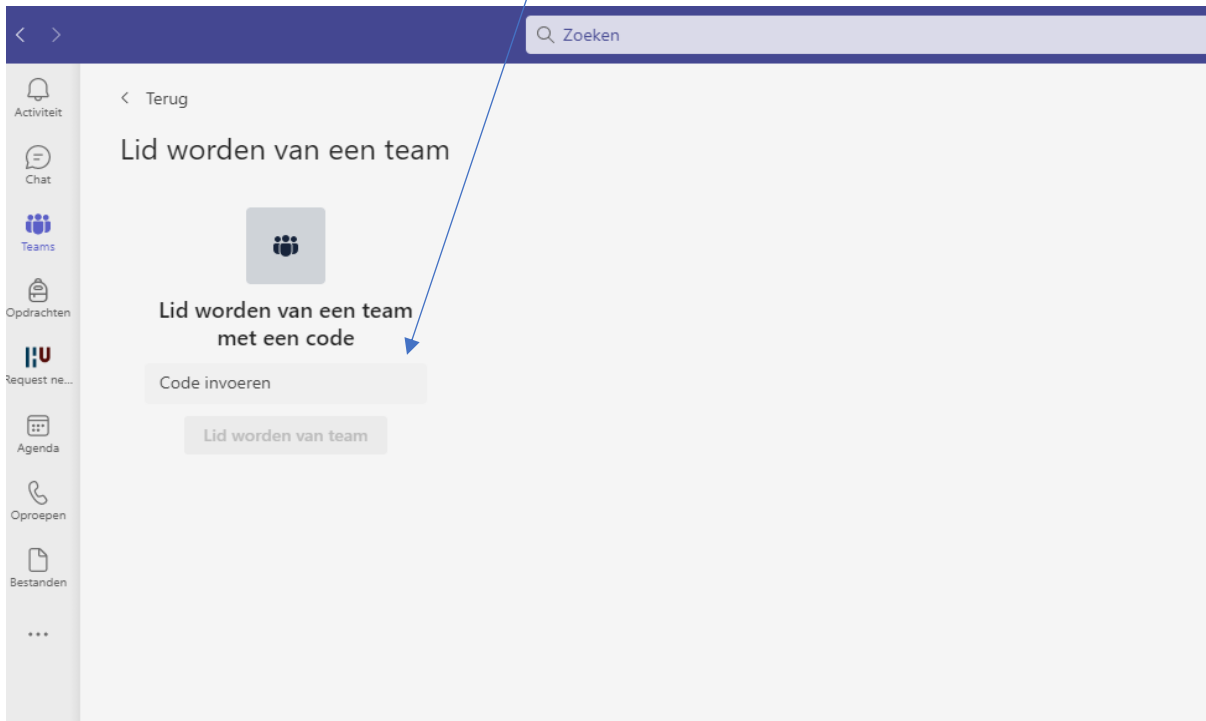 Zoeken
Activiteit
Chat
Teams
Opdrachten
HU
Request ne...
Agenda
Oproepen
Bestanden
Terug
Lid worden van een team
Lid worden van een team
met een code
Code invoeren
Lid worden van team